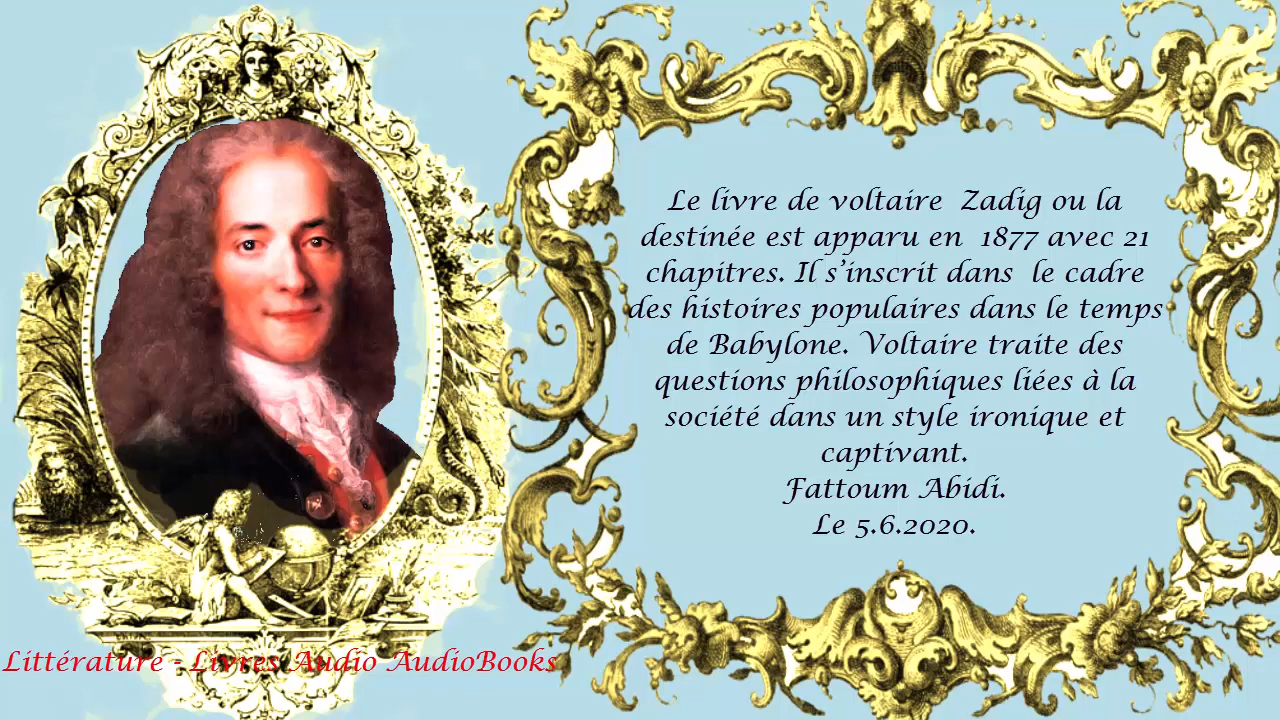 Le livre de voltaire Zadig ou la
destinée est apparu en 1877 avec 21
chapitres. Il s'inscrit dans le cadre
des histoires populaires dans le temps
de Babylone. Voltaire traite des
questions philosophiques liées à la
société dans un style ironique et
captivant.
Fattoum Abidi.
Le 5.6.2020.
Littérature - Livres Audio AudioBooks